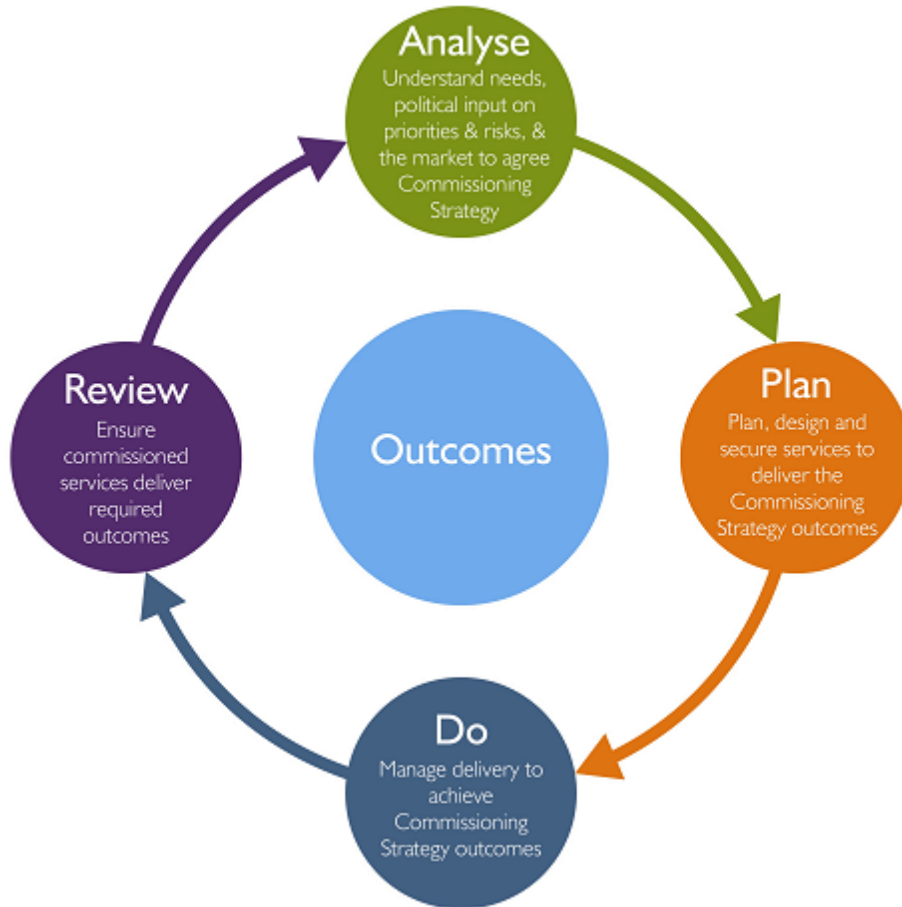 Analyse
Understand needs,
political input on
priorities & risks, &
the market to agree
Commissioning
Strategy
Plan
Plan, design and
secure services to
deliver the
Commissioning
Strategy outcomes
Do
Manage delivery to
achieve
Commissioning
Strategy outcomes
Review
Ensure
commissioned
services deliver
required
outcomes
Outcomes